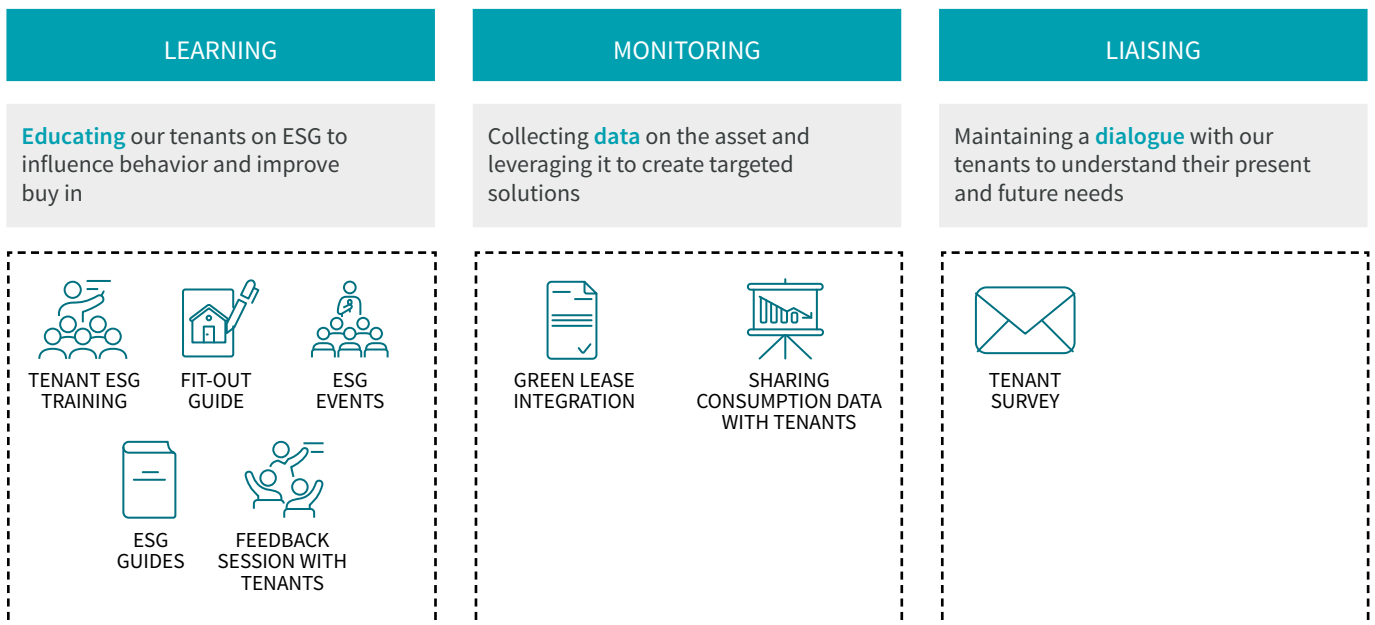 LEARNING
Educating our tenants on ESG to
influence behavior and improve
buy in
TENANT ESG
TRAINING
FIT-OUT
GUIDE
ESG
EVENTS
ESG
GUIDES
FEEDBACK
SESSION WITH
TENANTS
MONITORING
Collecting data on the asset and
leveraging it to create targeted
solutions
GREEN LEASE
INTEGRATION
SHARING
CONSUMPTION DATA
WITH TENANTS
LIAISING
Maintaining a dialogue with our
tenants to understand their present
and future needs
TENANT
SURVEY